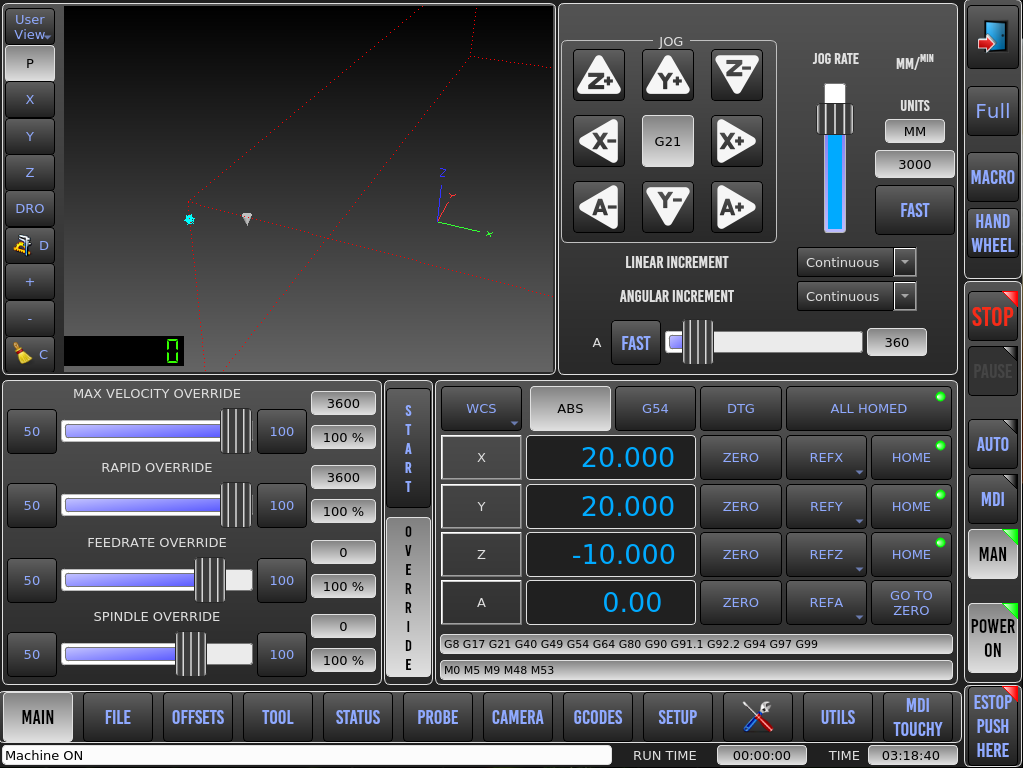 User
View
P
X
Y
Z
DRO
D
+
-
C
Z
Y
X
0
JOG
Z+
Y+
Z-
X-
G21
X+
A-
Y-
A+
JOG RATE
MM/MIN
UNITS
MM
3000
FAST
LINEAR INCREMENT
Continuous
ANGULAR INCREMENT
Continuous
A
FAST
360
Full
MACRO
HAND
WHEEL
STOP
PAUSE
AUTO
MDI
MAN
POWER
ON
ESTOP
PUSH
HERE
MAX VELOCITY OVERRIDE
50
100
3600
100 %
RAPID OVERRIDE
50
100
3600
100 %
FEEDRATE OVERRIDE
50
100
0
100 %
SPINDLE OVERRIDE
50
100
0
100 %
START
OVERRIDE
WCS
ABS
G54
DTG
ALL HOMED
X
20.000
ZERO
REFX
HOME
Y
20.000
ZERO
REFY
HOME
Z
-10.000
ZERO
REFZ
HOME
A
0.00
ZERO
REFA
GO TO
ZERO
G8 G17 G21 G40 G49 G54 G64 G80 G90 G91.1 G92.2 G94 G97 G99
M0 M5 M9 M48 M53
MAIN
FILE
OFFSETS
TOOL
STATUS
PROBE
CAMERA
GCODES
SETUP
UTILS
MDI
TOUCHY
Machine ON
RUN TIME
00:00:00
TIME
03:18:40